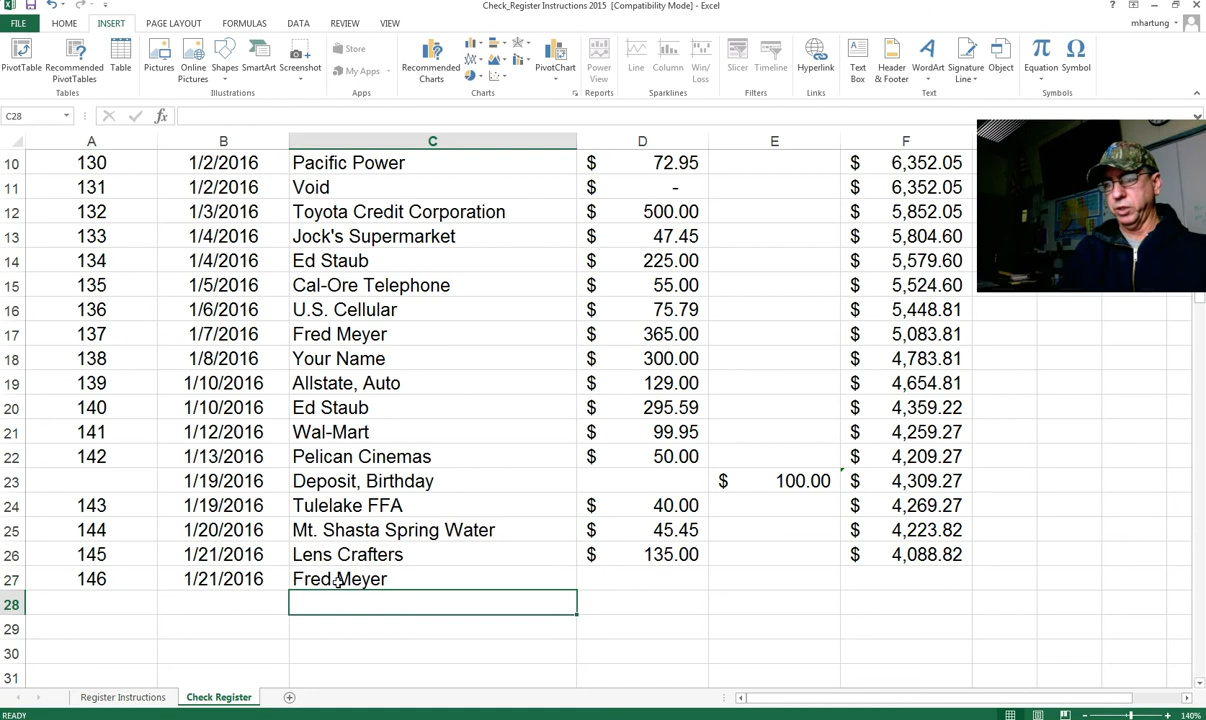 Check_Register Instructions 2015 [Compatibility Mode] - Excel
FILE HOME INSERT PAGE LAYOUT FORMULAS DATA REVIEW VIEW mhartung
PivotTable Recommended PivotTables Table Pictures Online Pictures Shapes SmartArt Screenshot Store My Apps Recommended Charts PivotChart Power View Line Column Win/Loss Slicer Timeline Hyperlink Text Box Header & Footer WordArt Signature Line Object Equation Symbol
Tables Illustrations Apps Charts Reports Sparklines Filters Links Text Symbols
C28 fx
A B C D E F
10 130 1/2/2016 Pacific Power $ 72.95 $ 6,352.05
11 131 1/2/2016 Void $ - $ 6,352.05
12 132 1/3/2016 Toyota Credit Corporation $ 500.00 $ 5,852.05
13 133 1/4/2016 Jock's Supermarket $ 47.45 $ 5,804.60
14 134 1/4/2016 Ed Staub $ 225.00 $ 5,579.60
15 135 1/5/2016 Cal-Ore Telephone $ 55.00 $ 5,524.60
16 136 1/6/2016 U.S. Cellular $ 75.79 $ 5,448.81
17 137 1/7/2016 Fred Meyer $ 365.00 $ 5,083.81
18 138 1/8/2016 Your Name $ 300.00 $ 4,783.81
19 139 1/10/2016 Allstate, Auto $ 129.00 $ 4,654.81
20 140 1/10/2016 Ed Staub $ 295.59 $ 4,359.22
21 141 1/12/2016 Wal-Mart $ 99.95 $ 4,259.27
22 142 1/13/2016 Pelican Cinemas $ 50.00 $ 4,209.27
23 1/19/2016 Deposit, Birthday $ 100.00 $ 4,309.27
24 143 1/19/2016 Tulelake FFA $ 40.00 $ 4,269.27
25 144 1/20/2016 Mt. Shasta Spring Water $ 45.45 $ 4,223.82
26 145 1/21/2016 Lens Crafters $ 135.00 $ 4,088.82
27 146 1/21/2016 Fred Meyer
28
29
30
31
Register Instructions Check Register
READY 140%